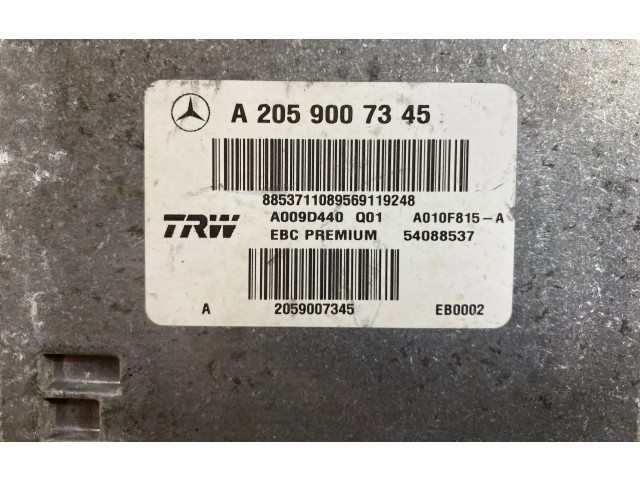 A 205 900 73 45
8853711089569119248
A009D440 Q01 A010F815-A
TRW EBC PREMIUM 54088537
A 2059007345 EB0002